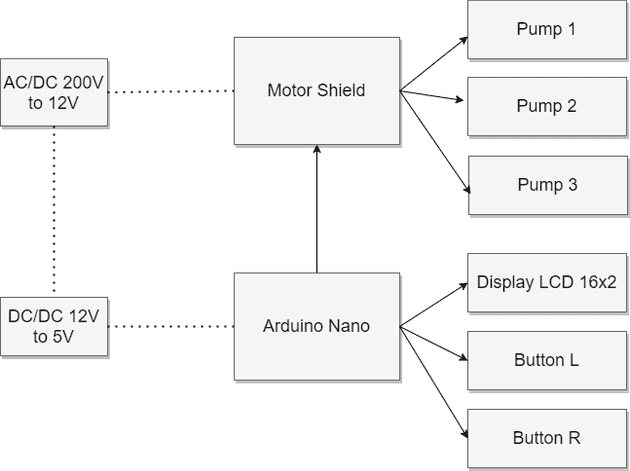 Pump 1
AC/DC 200V
to 12V
Motor Shield
Pump 2
Pump 3
Display LCD 16x2
DC/DC 12V
to 5V
Arduino Nano
Button L
Button R